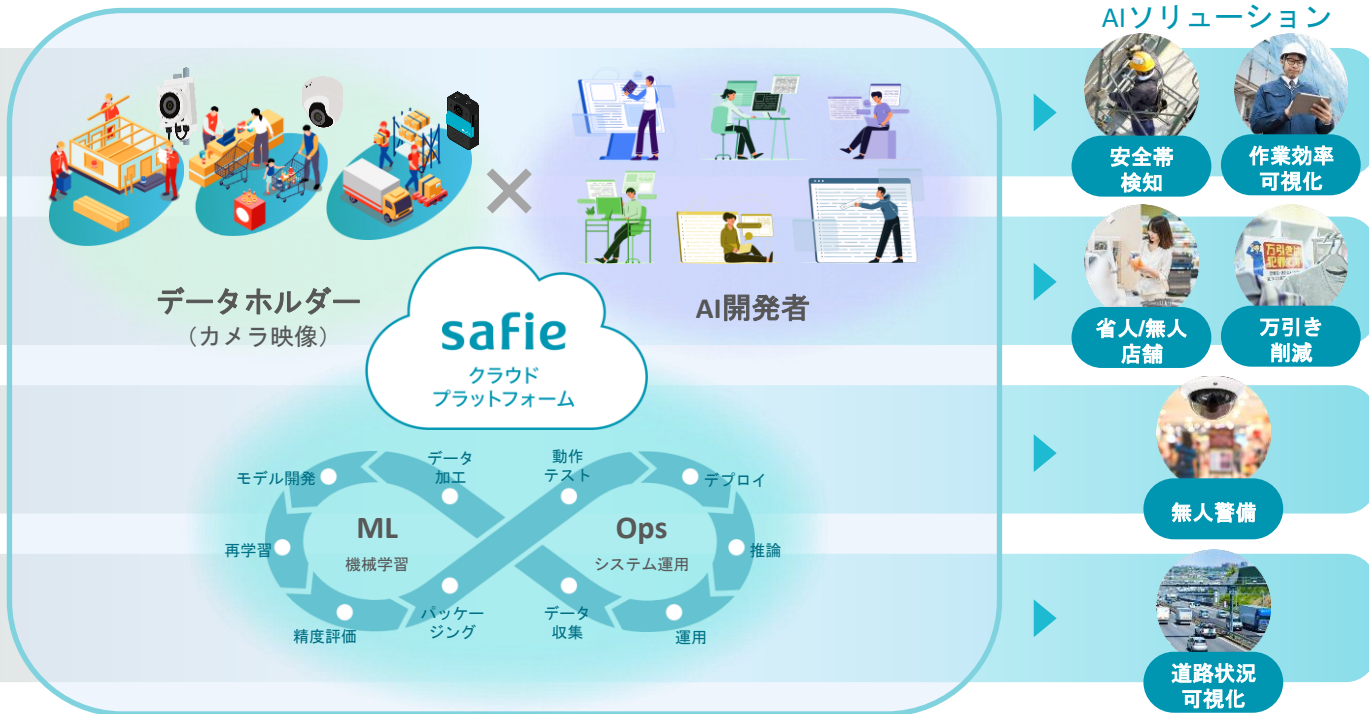 AIソリューション
安全帯
検知
作業効率
可視化
データホルダー
（カメラ映像）
AI開発者
safie
クラウド
プラットフォーム
省人/無人
店舗
万引き
削減
モデル開発
データ
加工
動作
テスト
デプロイ
ML
機械学習
Ops
システム運用
再学習
推論
精度評価
パッケー
ジング
データ
収集
運用
無人警備
道路状況
可視化